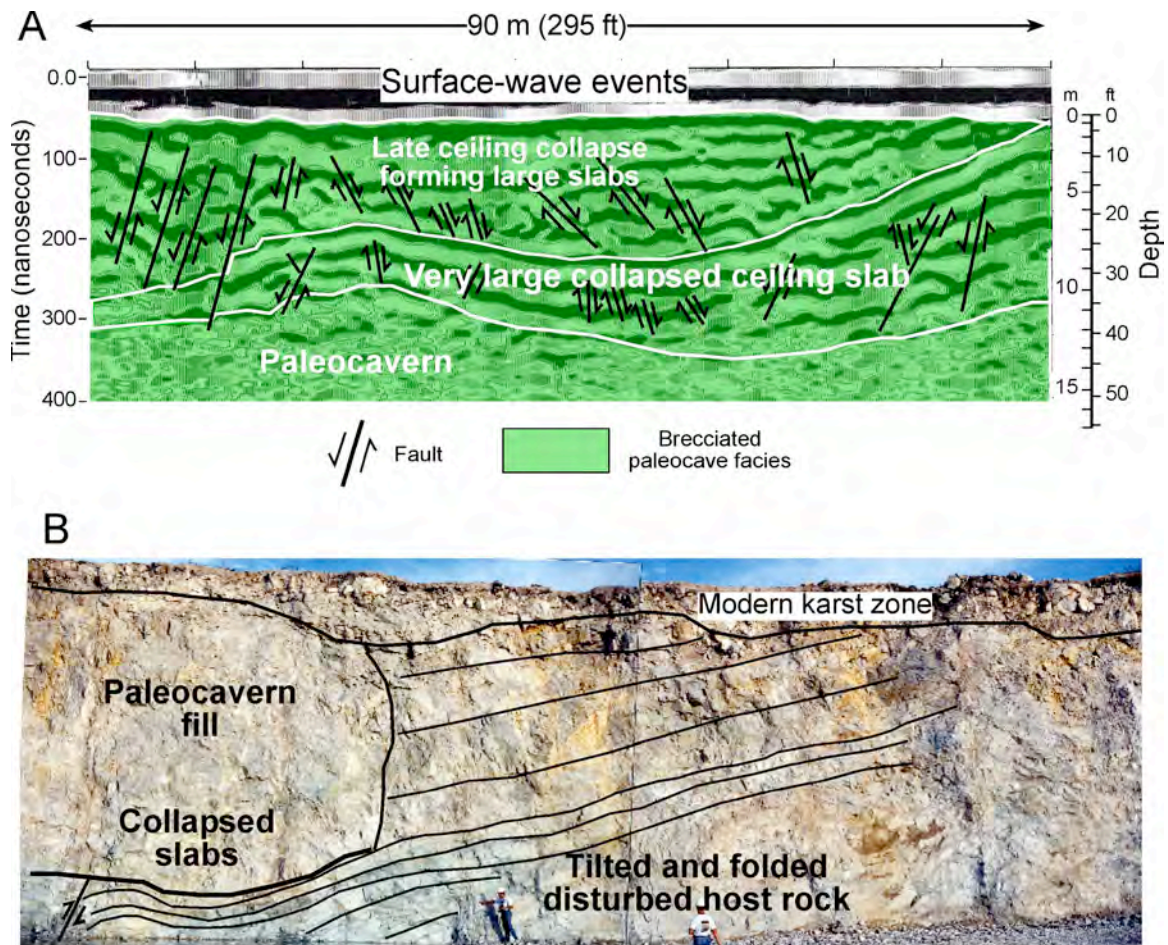 A
90 m (295 ft)
0.0
Surface-wave events
m ft
0 0
Late ceiling collapse
forming large slabs
100
10
5
20
200
Very large collapsed ceiling slab
30
10
300
40
Paleocavern
15
50
400
Time (nanoseconds)
Depth
Fault
Brecciated
paleocave facies
B
Modern karst zone
Paleocavern
fill
Collapsed
slabs
Tilted and folded
disturbed host rock